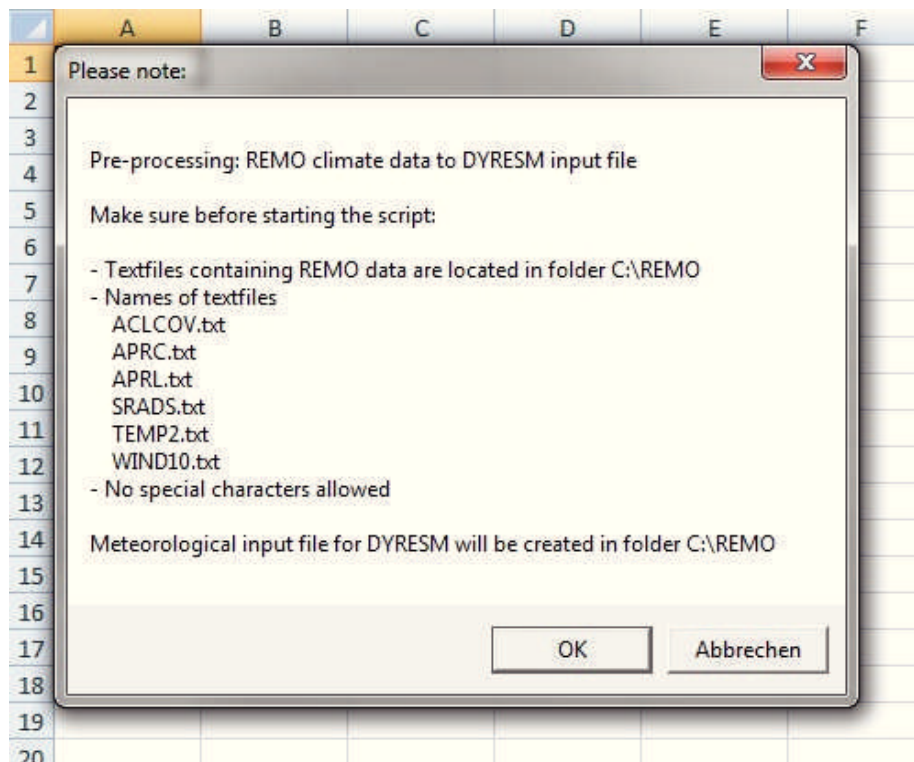 A B C D E F
1
2
3
4
5
6
7
8
9
10
11
12
13
14
15
16
17
18
19
20
Please note:
Pre-processing: REMO climate data to DYRESM input file
Make sure before starting the script:
- Textfiles containing REMO data are located in folder C:\REMO
- Names of textfiles
ACLCOV.txt
APRC.txt
APRL.txt
SRADS.txt
TEMP2.txt
WIND10.txt
- No special characters allowed
Meteorological input file for DYRESM will be created in folder C:\REMO
OK Abbrechen